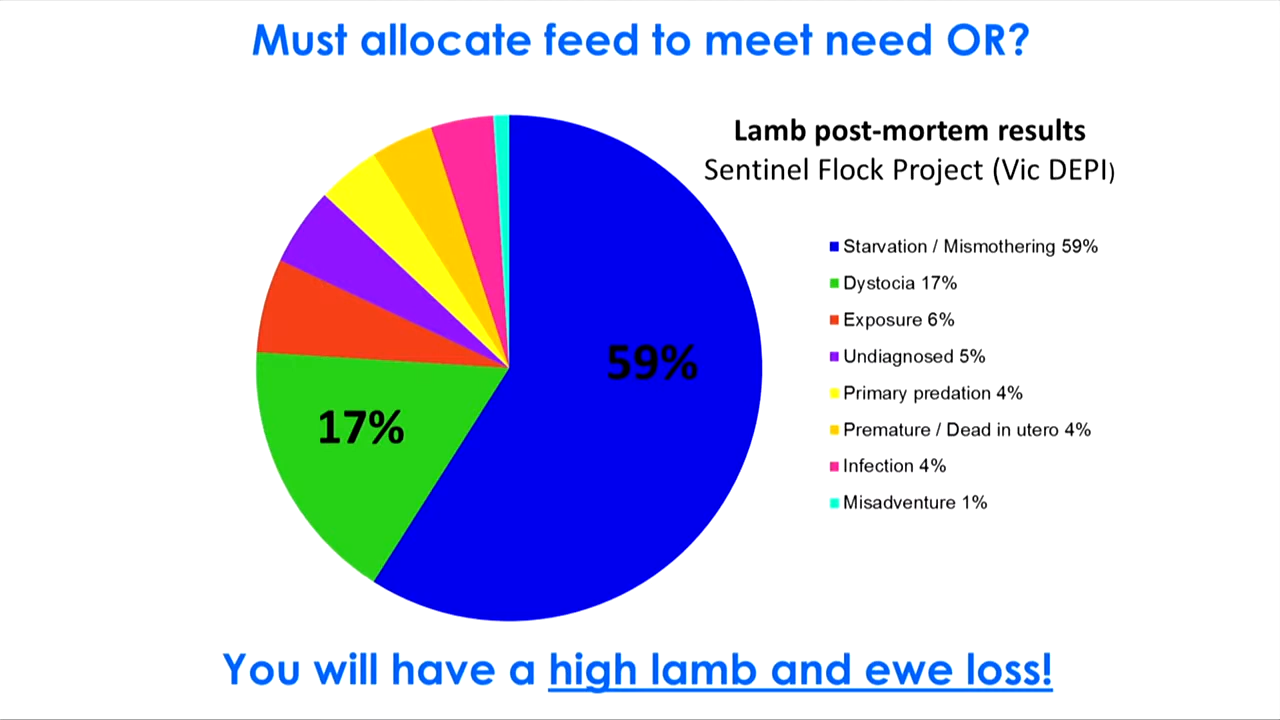 Must allocate feed to meet need OR?
Lamb post-mortem results
Sentinel Flock Project (Vic DEPI)
Starvation / Mismothering 59%
Dystocia 17%
Exposure 6%
Undiagnosed 5%
Primary predation 4%
Premature / Dead in utero 4%
Infection 4%
Misadventure 1%
59%
17%
You will have a high lamb and ewe loss!